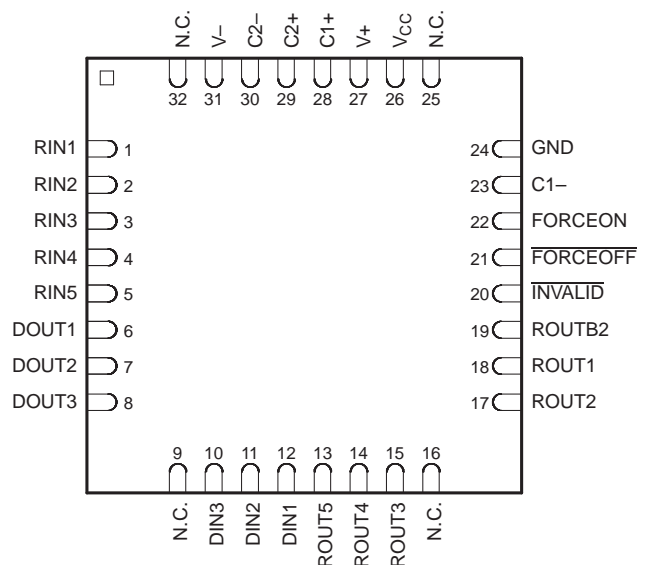 N.C.
V–
C2–
C2+
C1+
V+
VCC
N.C.
32 31 30 29 28 27 26 25
RIN1 1
RIN2 2
RIN3 3
RIN4 4
RIN5 5
DOUT1 6
DOUT2 7
DOUT3 8
24 GND
23 C1–
22 FORCEON
21 FORCEOFF
20 INVALID
19 ROUTB2
18 ROUT1
17 ROUT2
9 10 11 12 13 14 15 16
N.C.
DIN3
DIN2
DIN1
ROUT5
ROUT4
ROUT3
N.C.